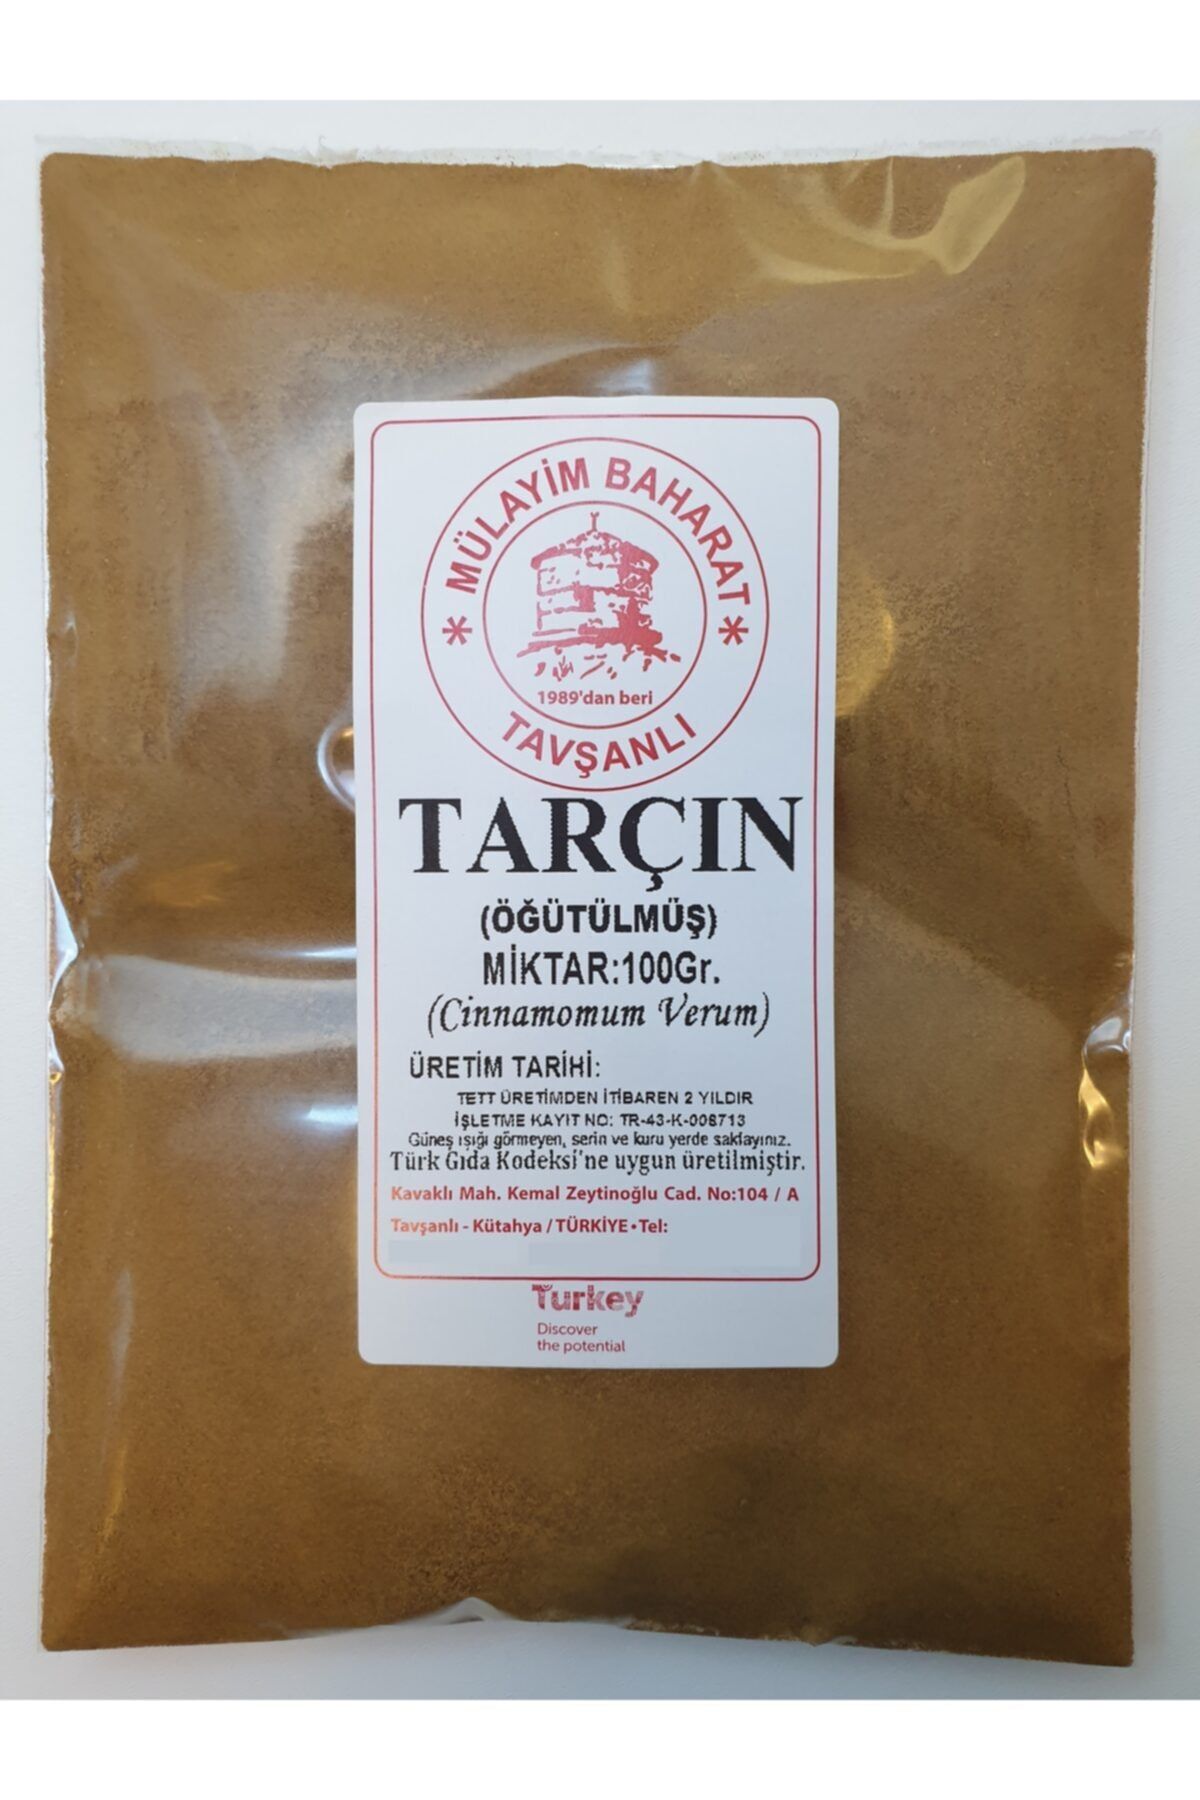 MÜLAYİM BAHARAT
1989'dan beri
* TAVŞANLI *
TARÇIN
(ÖĞÜTÜLMÜŞ)
MİKTAR:100Gr.
(Cinnamomum Verum)
ÜRETİM TARİHİ:
TETT ÜRETİMDEN İTİBAREN 2 YILDIR
İŞLETME KAYIT NO: TR-43-K-008713
Güneş ışığı görmeyen, serin ve kuru yerde saklayınız.
Türk Gıda Kodeksi'ne uygun üretilmiştir.
Kavaklı Mah. Kemal Zeytinoğlu Cad. No:104 / A
Tavşanlı - Kütahya / TÜRKİYE • Tel:
Turkey
Discover
the potential